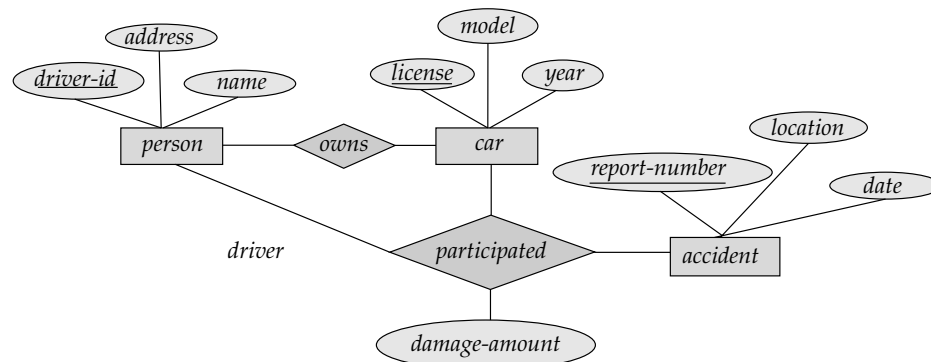 model
address
driver-id
name
license
year
person
owns
car
location
report-number
date
driver
participated
accident
damage-amount